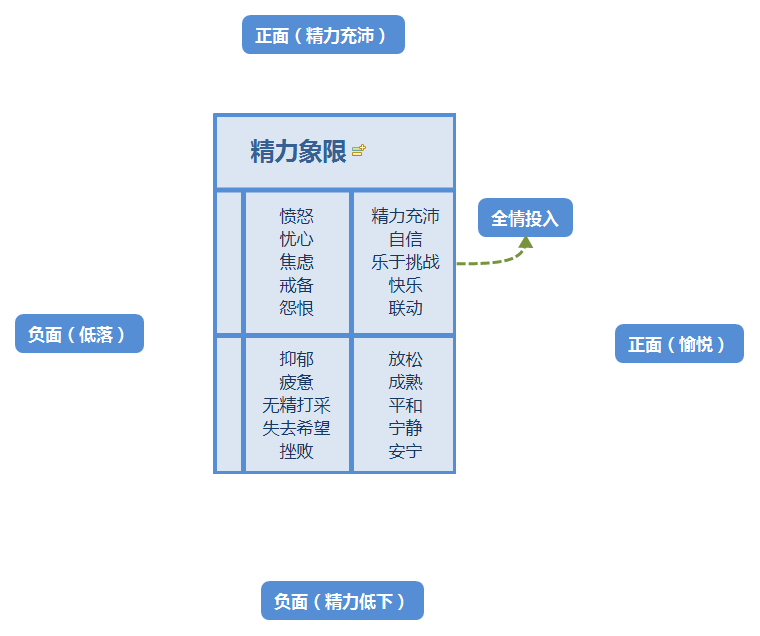 正面（精力充沛）
精力象限
愤怒
忧心
焦虑
戒备
怨恨
精力充沛
自信
乐于挑战
快乐
联动
全情投入
负面（低落）
正面（愉悦）
抑郁
疲惫
无精打采
失去希望
挫败
放松
成熟
平和
宁静
安宁
负面（精力低下）